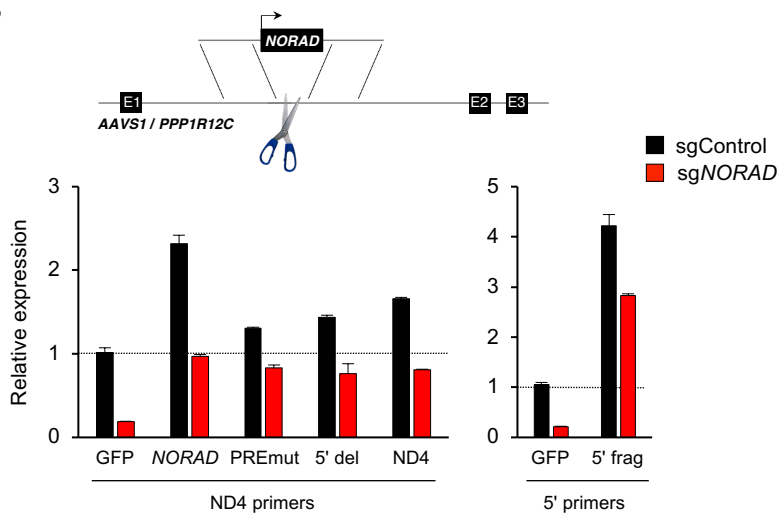 NORAD
E1
E2
E3
AAVS1 / PPP1R12C
sgControl
sgNORAD
Relative expression
3
2
1
0
GFP
NORAD
PREmut
5' del
ND4
ND4 primers
5
4
3
2
1
0
GFP
5' frag
5' primers